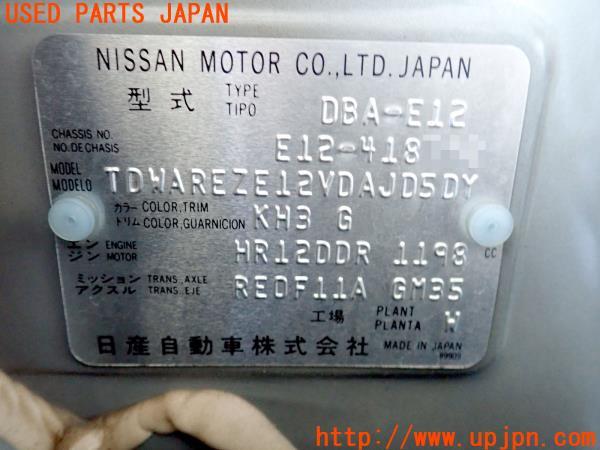 USED PARTS JAPAN
NISSAN MOTOR CO.,LTD. JAPAN
型式 TYPE TIPO DBA-E12
CHASSIS NO. NO. DE CHASIS E12-418
MODEL MODELO TDWAREZE12VDAJD5DY
カラー COLOR, TRIM
トリム COLOR, GUARNICION KH3 G
エンジン ENGINE MOTOR HR12DDR 1198 CC
ミッション TRANS. AXLE
アクスル TRANS. EJE RE0F11A GM35
工場 PLANT PLANTA W
日産自動車株式会社 MADE IN JAPAN
89909
http://www.upjpn.com/